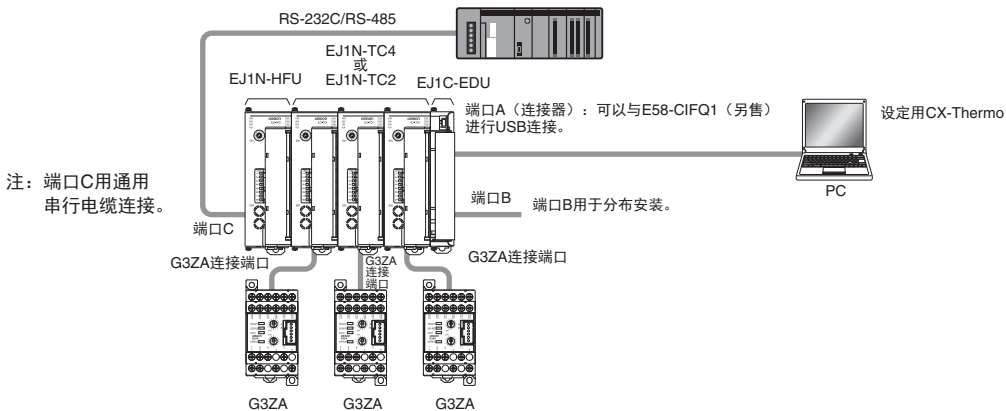 RS-232C/RS-485
EJ1N-TC4
或
EJ1N-TC2
EJ1N-HFU
EJ1C-EDU
端口A（连接器）：可以与E58-CIFQ1（另售）
进行USB连接。
设定用CX-Thermo
PC
注：端口C用通用
串行电缆连接。
端口B
端口B用于分布安装。
端口C
G3ZA连接端口
G3ZA
连接
端口
G3ZA连接端口
G3ZA
G3ZA
G3ZA